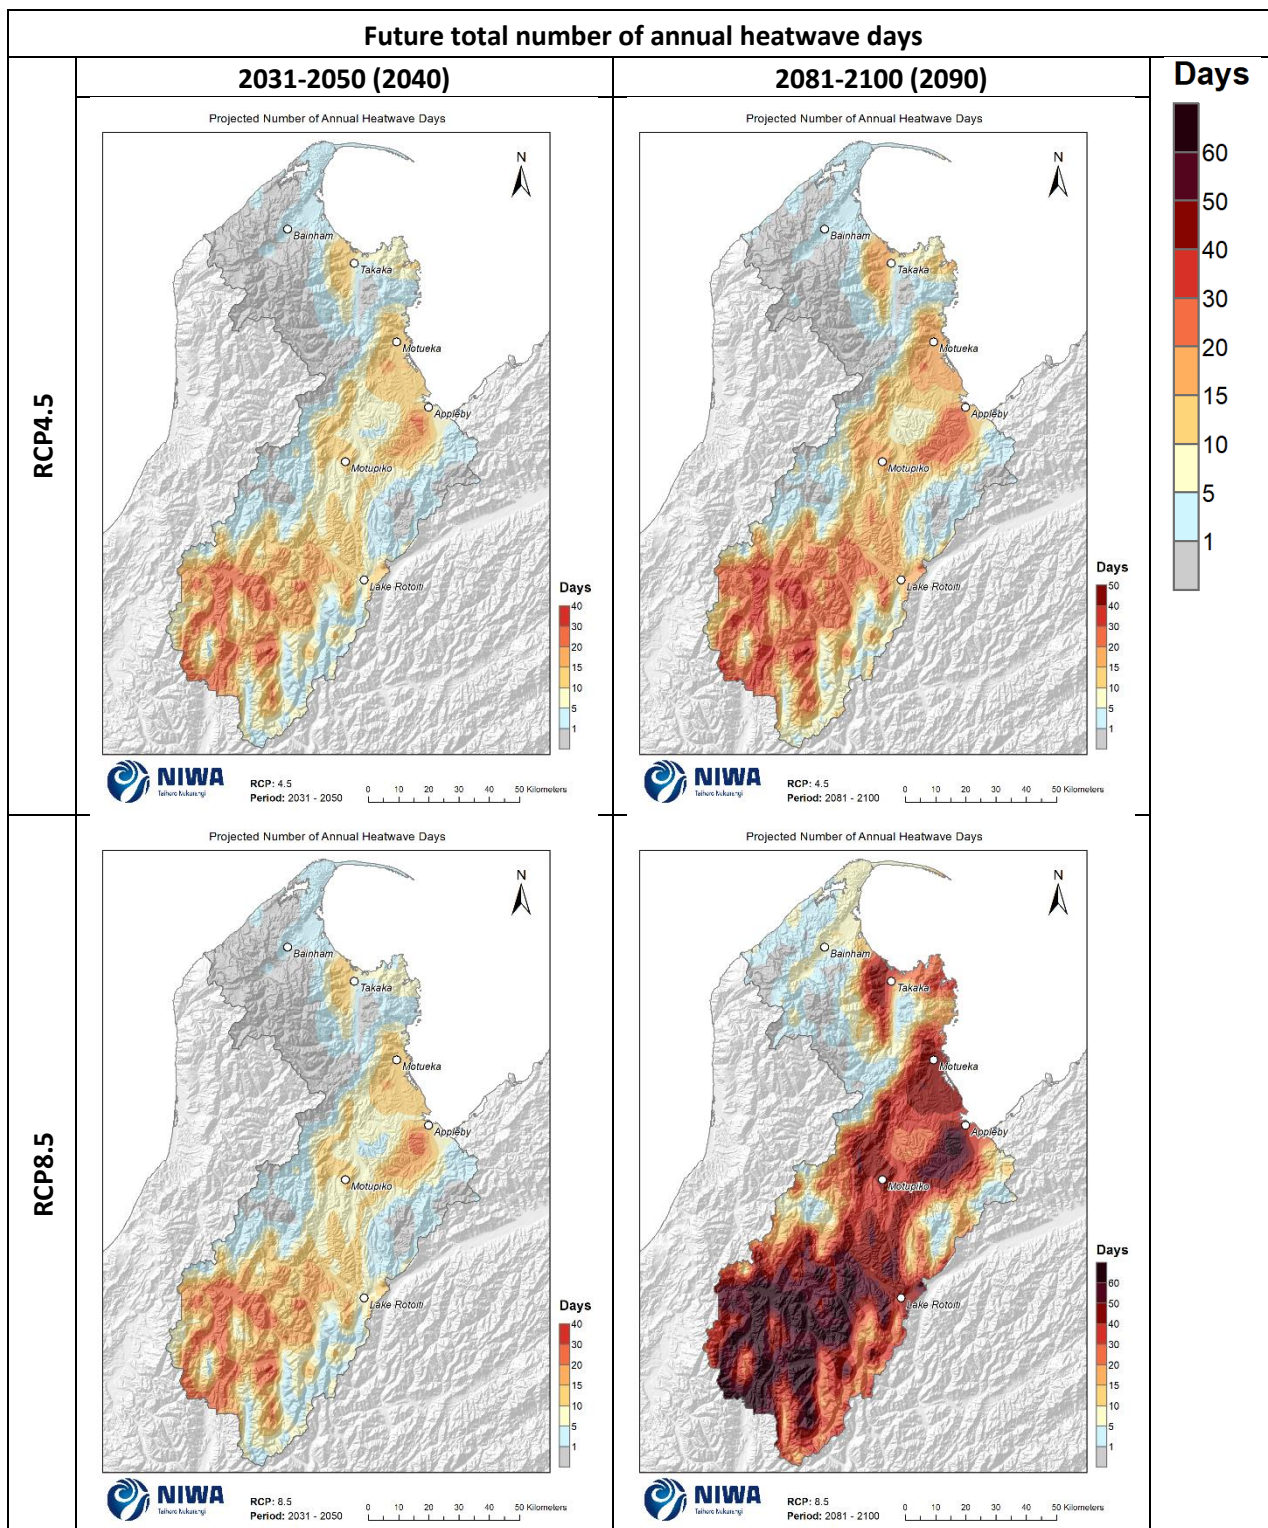 Future total number of annual heatwave days
2031-2050 (2040)
2081-2100 (2090)
Days
60
50
40
30
20
15
10
5
1
RCP4.5
Projected Number of Annual Heatwave Days
N
Bainham
Takaka
Motueka
Appleby
Motupiko
Lake Rotoiti
Days
40
30
20
15
10
5
1
NIWA
Taihoro Nukurangi
RCP: 4.5
Period: 2031 - 2050
0 10 20 30 40 50 Kilometers
Projected Number of Annual Heatwave Days
N
Bainham
Takaka
Motueka
Appleby
Motupiko
Lake Rotoiti
Days
50
40
30
20
15
10
5
1
NIWA
Taihoro Nukurangi
RCP: 4.5
Period: 2081 - 2100
0 10 20 30 40 50 Kilometers
RCP8.5
Projected Number of Annual Heatwave Days
N
Bainham
Takaka
Motueka
Appleby
Motupiko
Lake Rotoiti
Days
40
30
20
15
10
5
1
NIWA
Taihoro Nukurangi
RCP: 8.5
Period: 2031 - 2050
0 10 20 30 40 50 Kilometers
Projected Number of Annual Heatwave Days
N
Bainham
Takaka
Motueka
Appleby
Motupiko
Lake Rotoiti
Days
60
50
40
30
20
15
10
5
1
NIWA
Taihoro Nukurangi
RCP: 8.5
Period: 2081 - 2100
0 10 20 30 40 50 Kilometers